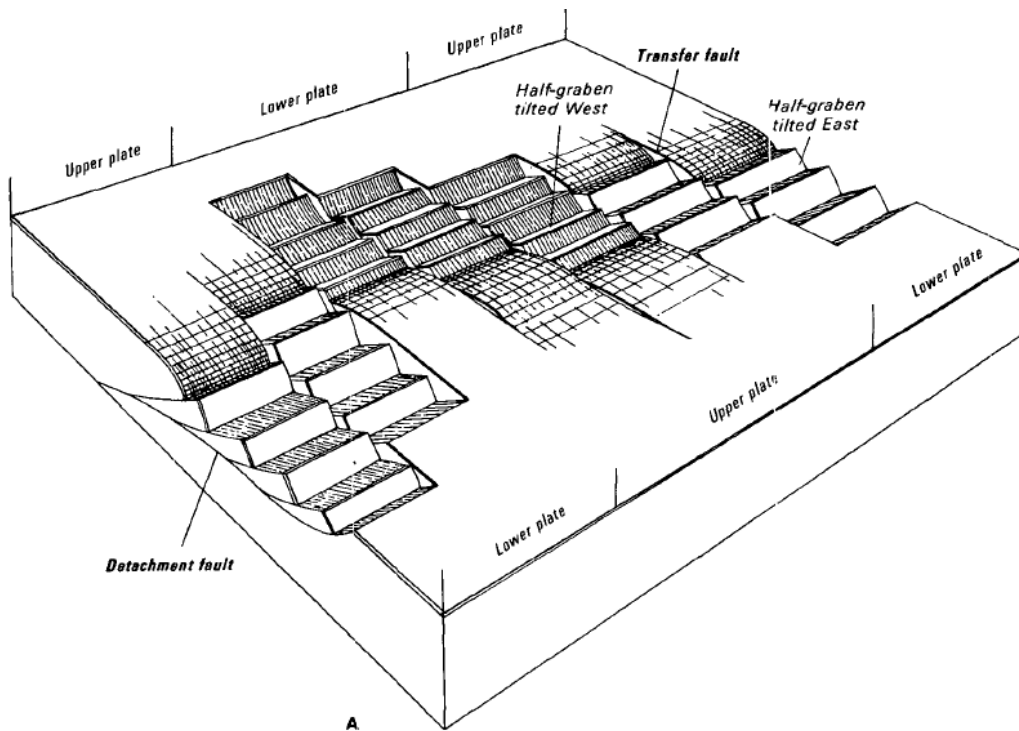 Upper plate
Lower plate
Upper plate
Transfer fault
Half-graben
tilted West
Half-graben
tilted East
Lower plate
Upper plate
Lower plate
Detachment fault
A